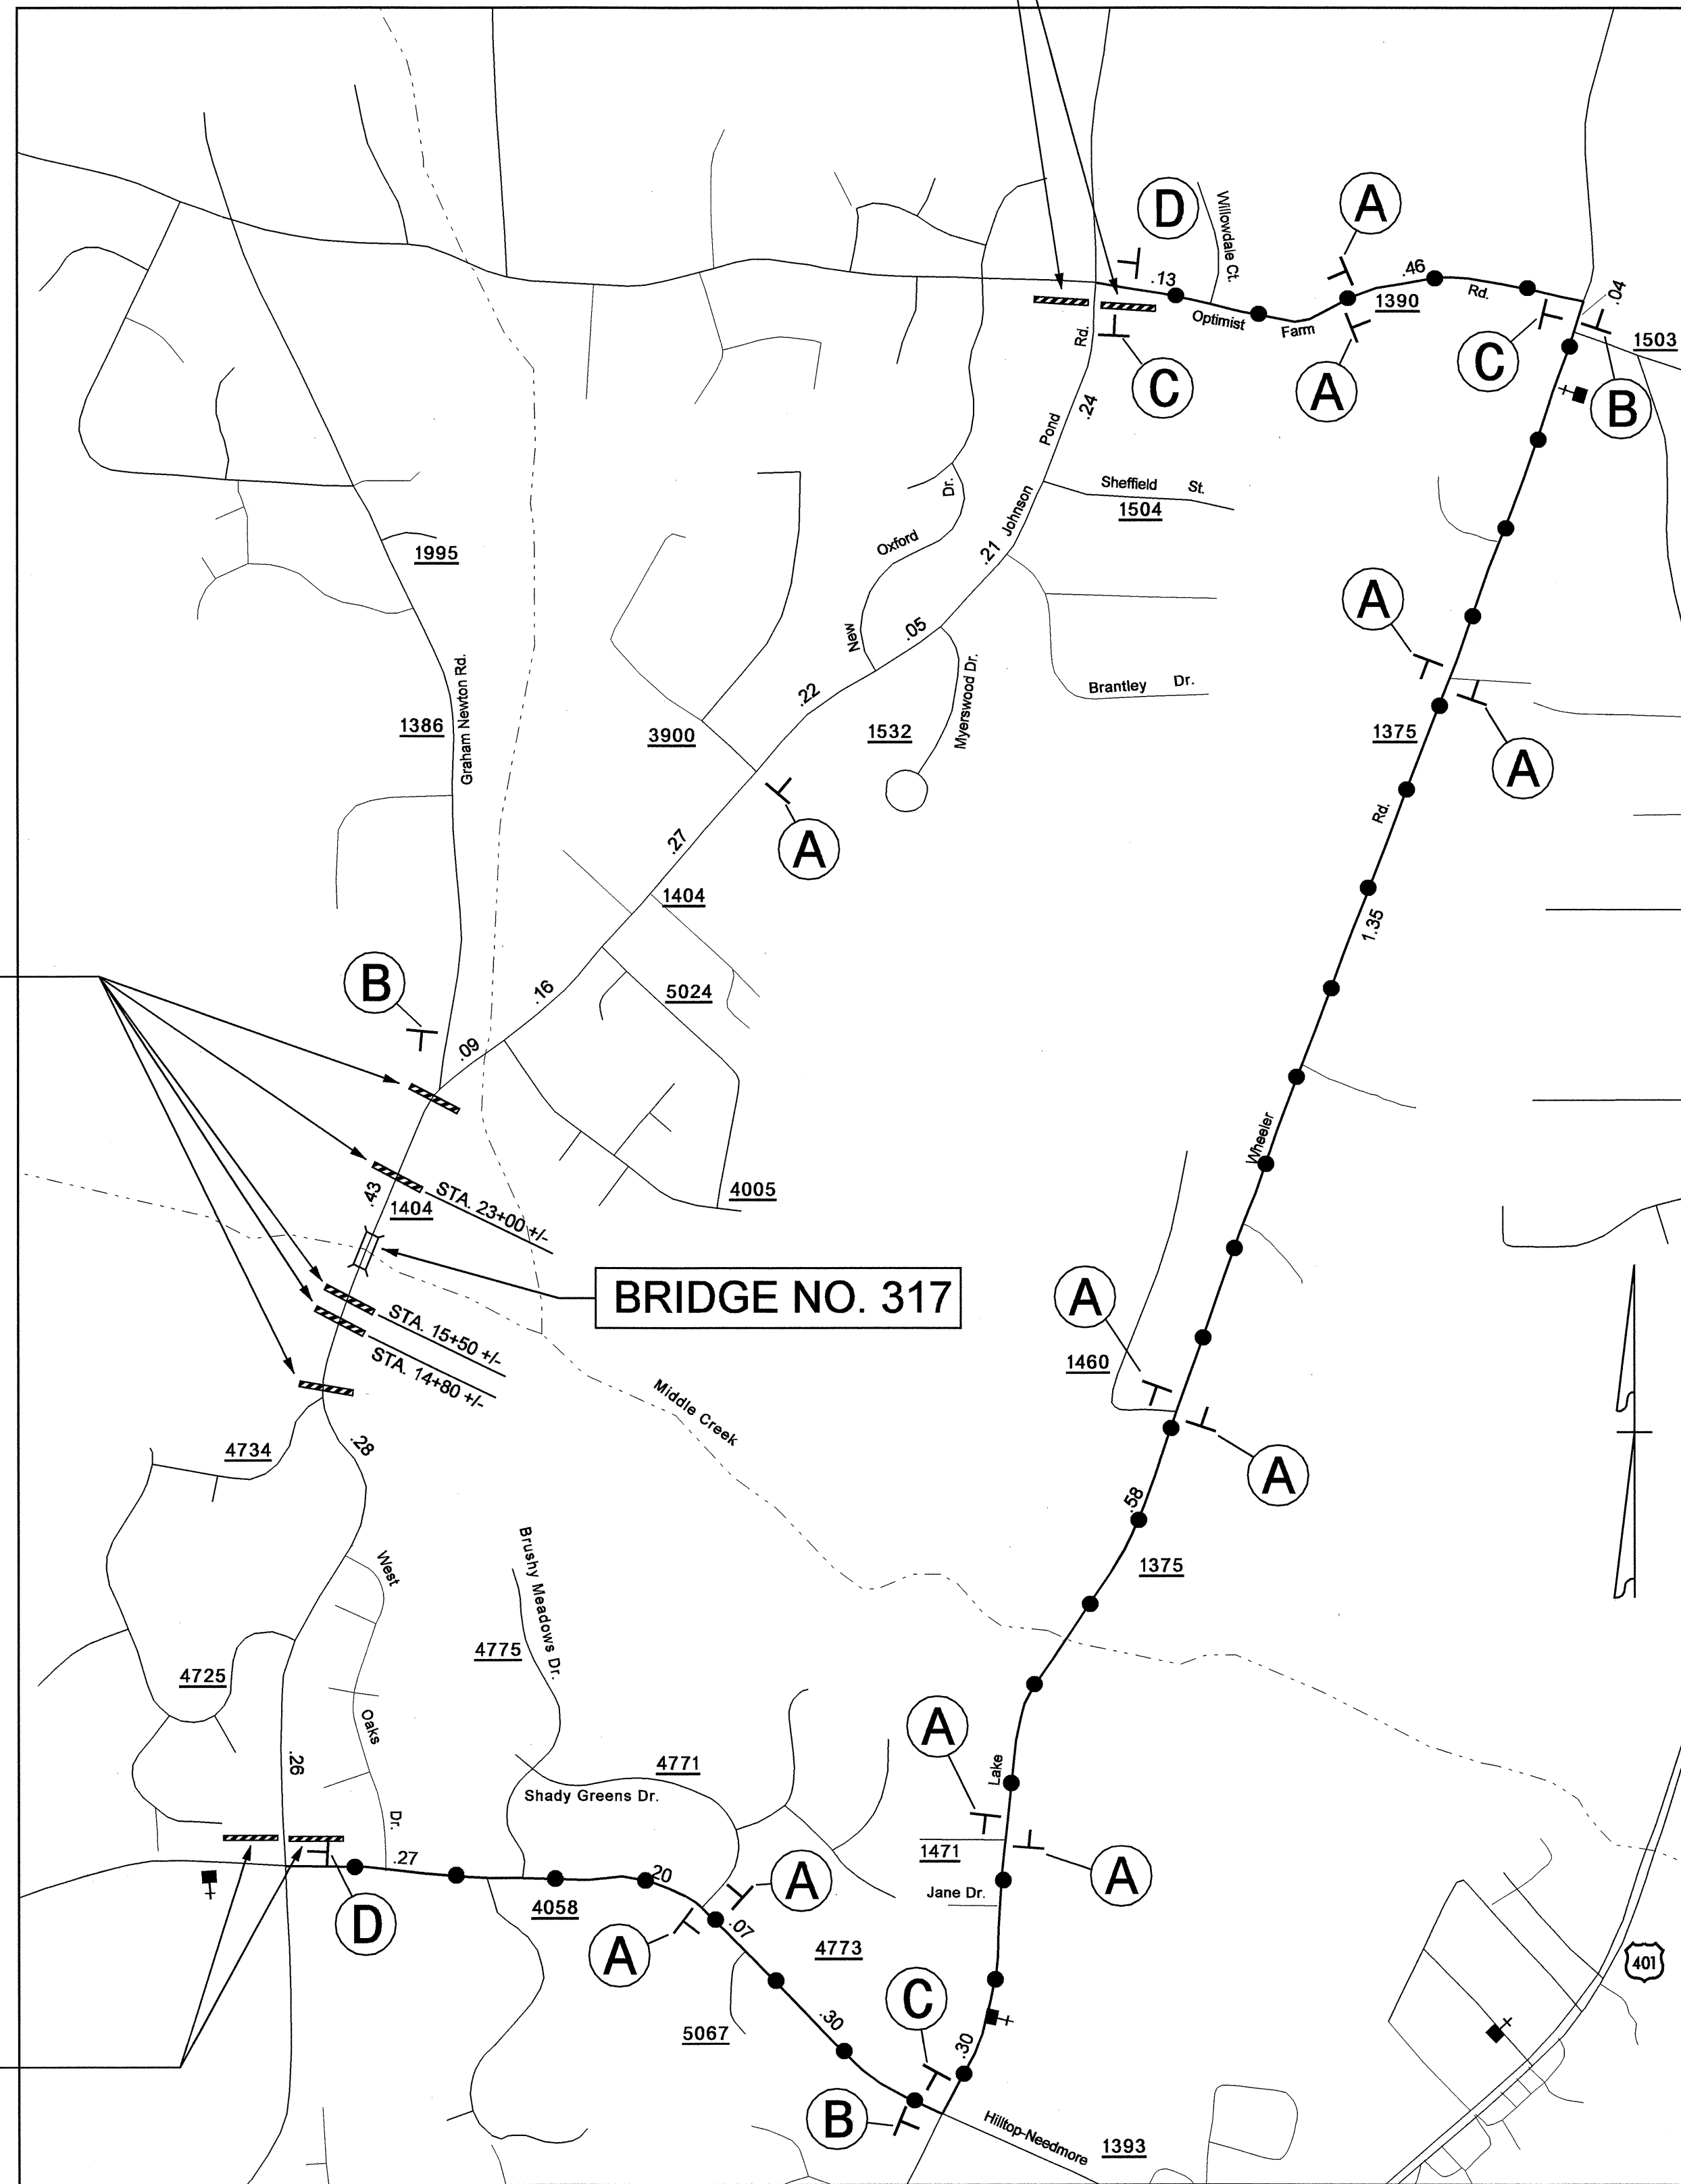 D
A
Willowdale Ct.
.13
.46
1390
Rd.
.04
Optimist
Farm
1503
Rd.
C
A
C
B
.24
Pond
Sheffield St.
1504
Dr.
Johnson
Oxford
.21
1995
A
New
.05
Myerswood Dr.
Brantley Dr.
Graham Newton Rd.
.22
1386
3900
1532
1375
A
Rd.
A
.27
1404
1.35
B
.16
5024
.09
Wheeler
4005
.43
1404
STA. 23+00 +/-
BRIDGE NO. 317
STA. 15+50 +/-
STA. 14+80 +/-
A
1460
Middle Creek
4734
.28
A
.58
1375
West
Brushy Meadows Dr.
4775
4725
Oaks
A
.26
4771
Lake
Shady Greens Dr.
Dr.
1471
.27
.20
A
A
Jane Dr.
4058
D
.07
A
4773
401
C
.30
5067
.30
B
Hilltop-Needmore
1393